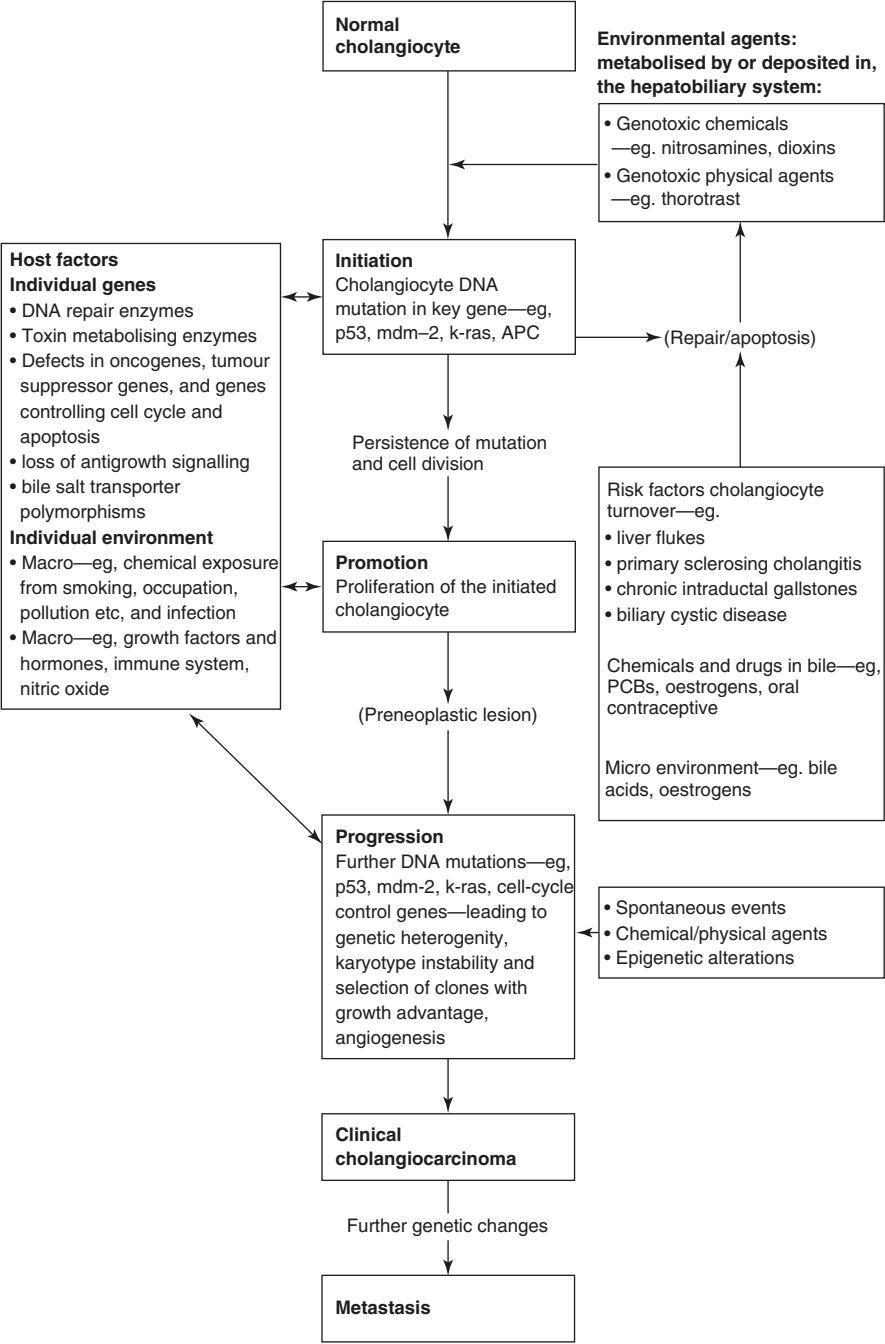 Normal
cholangiocyte
Environmental agents:
metabolised by or deposited in,
the hepatobiliary system:
• Genotoxic chemicals
—eg. nitrosamines, dioxins
• Genotoxic physical agents
—eg. thorotrast
Host factors
Individual genes
• DNA repair enzymes
• Toxin metabolising enzymes
• Defects in oncogenes, tumour
suppressor genes, and genes
controlling cell cycle and
apoptosis
• loss of antigrowth signalling
• bile salt transporter
polymorphisms
Individual environment
• Macro—eg, chemical exposure
from smoking, occupation,
pollution etc, and infection
• Macro—eg, growth factors and
hormones, immune system,
nitric oxide
Initiation
Cholangiocyte DNA
mutation in key gene—eg,
p53, mdm–2, k-ras, APC
(Repair/apoptosis)
Persistence of mutation
and cell division
Risk factors cholangiocyte
turnover—eg.
• liver flukes
• primary sclerosing cholangitis
• chronic intraductal gallstones
• biliary cystic disease
Chemicals and drugs in bile—eg,
PCBs, oestrogens, oral
contraceptive
Micro environment—eg. bile
acids, oestrogens
Promotion
Proliferation of the initiated
cholangiocyte
(Preneoplastic lesion)
Progression
Further DNA mutations—eg,
p53, mdm-2, k-ras, cell-cycle
control genes—leading to
genetic heterogenity,
karyotype instability and
selection of clones with
growth advantage,
angiogenesis
• Spontaneous events
• Chemical/physical agents
• Epigenetic alterations
Clinical
cholangiocarcinoma
Further genetic changes
Metastasis